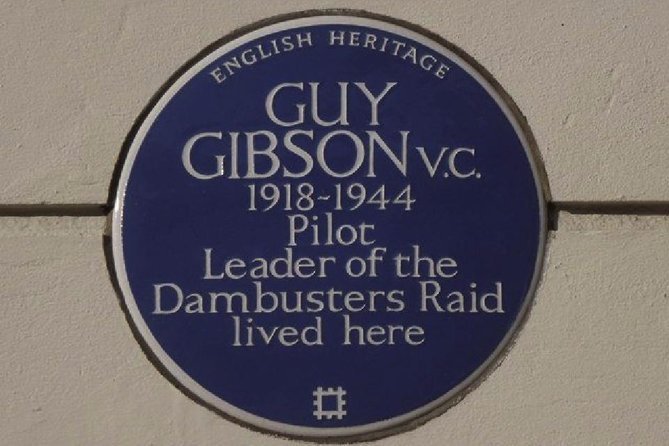 ENGLISH HERITAGE
GUY
GIBSON V.C.
1918-1944
Pilot
Leader of the
Dambusters Raid
lived here